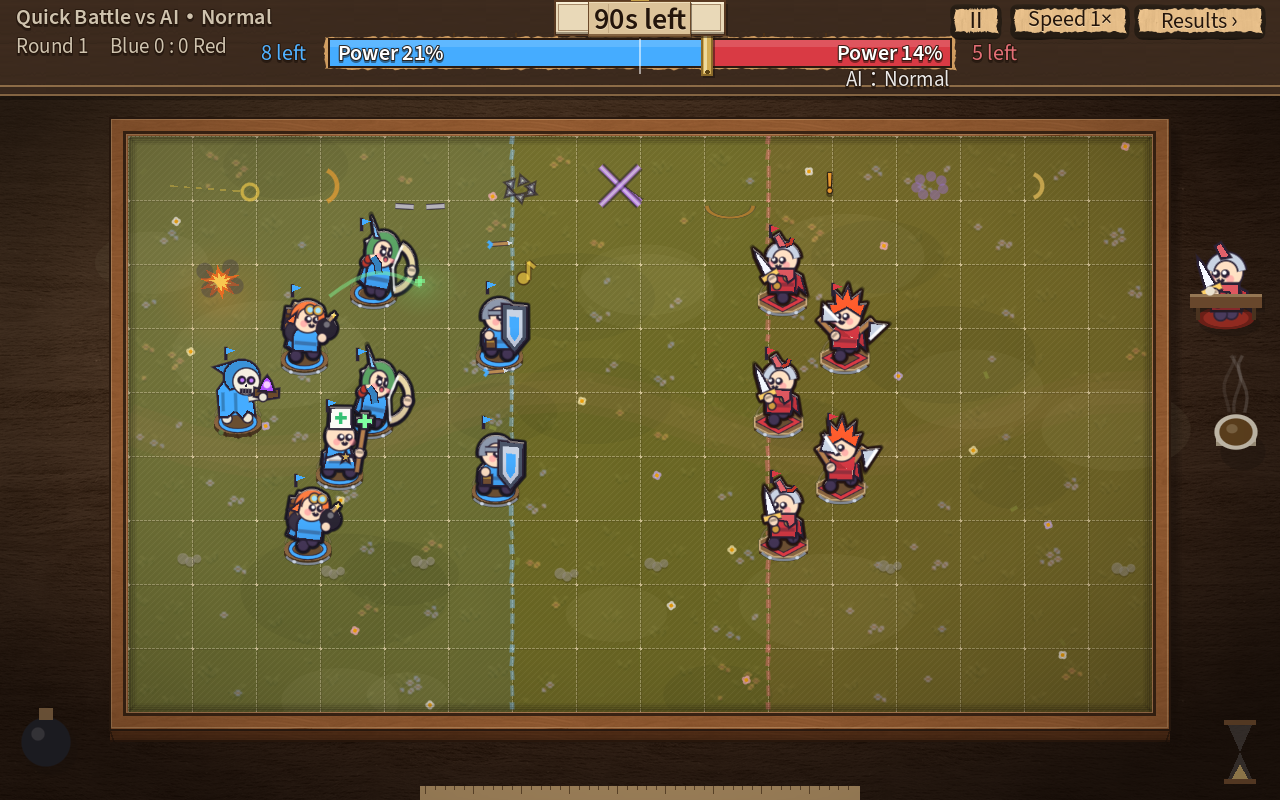 Quick Battle vs AI • Normal
90s left
Speed 1×
Results ›
Round 1 Blue 0 : 0 Red
8 left
Power 21%
Power 14%
5 left
AI：Normal